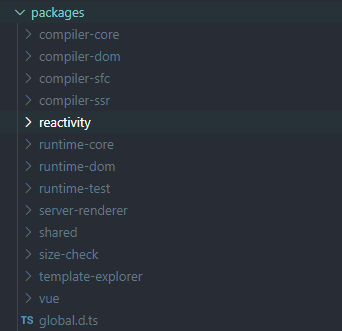 packages
compiler-core
compiler-dom
compiler-sfc
compiler-ssr
reactivity
runtime-core
runtime-dom
runtime-test
server-renderer
shared
size-check
template-explorer
vue
TS global.d.ts